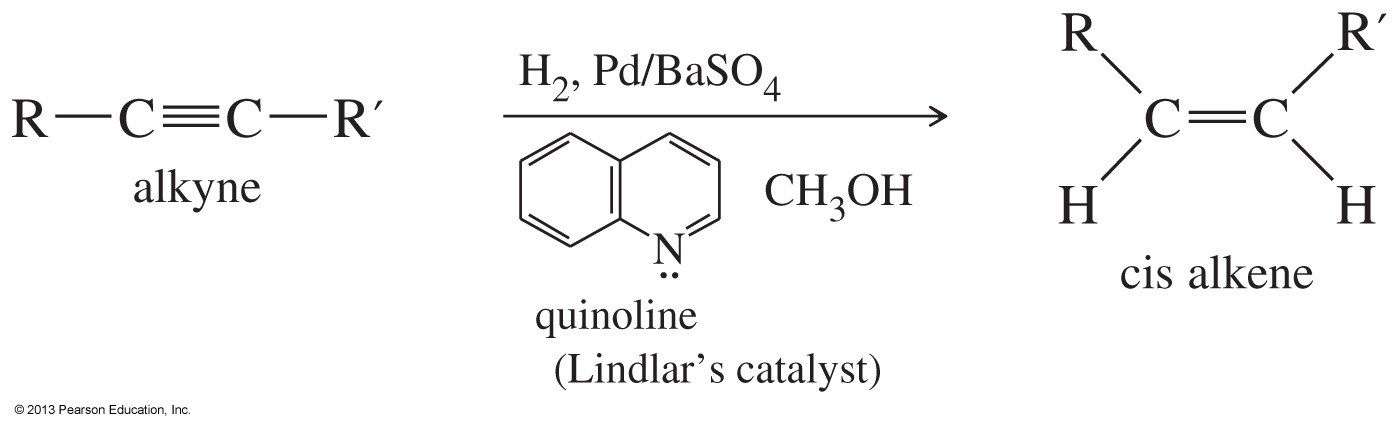 R—C≡C—R′
alkyne
H₂, Pd/BaSO₄
CH₃OH
N
quinoline
(Lindlar's catalyst)
R R′
C=C
H H
cis alkene
© 2013 Pearson Education, Inc.